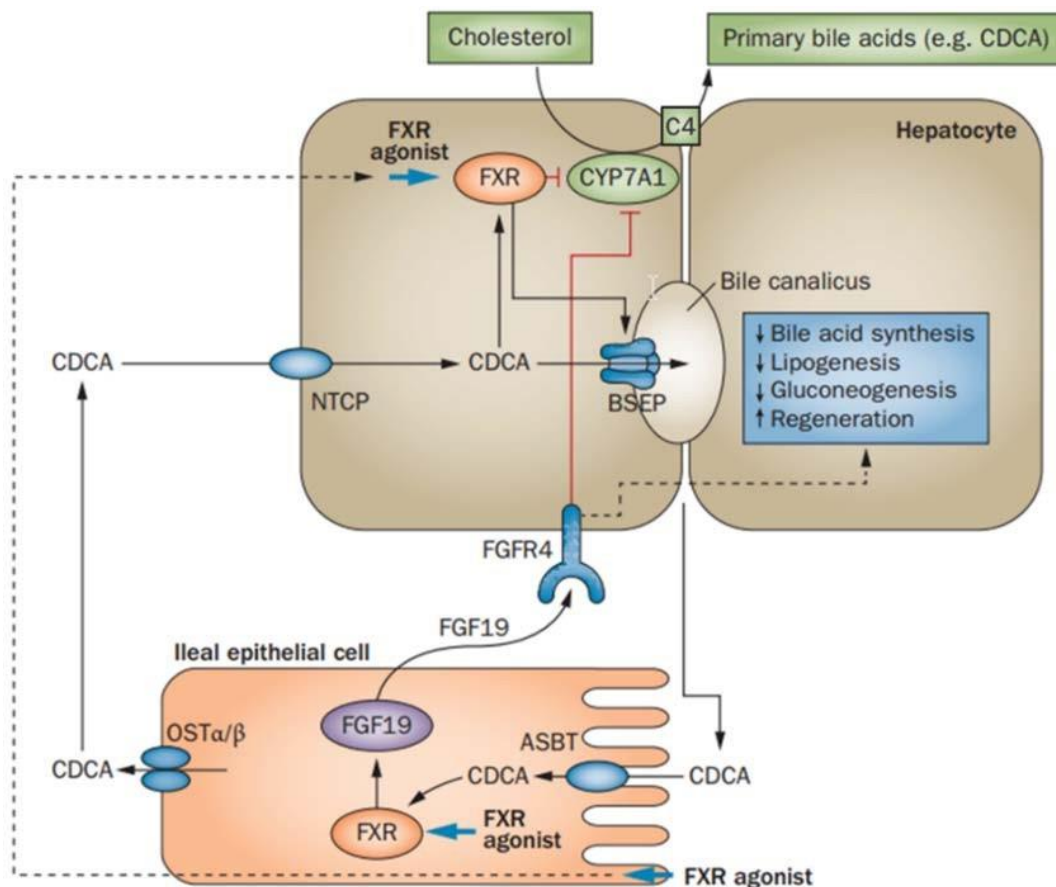 Cholesterol
Primary bile acids (e.g. CDCA)
C4
Hepatocyte
FXR
agonist
FXR
CYP7A1
Bile canalicus
↓ Bile acid synthesis
↓ Lipogenesis
↓ Gluconeogenesis
↑ Regeneration
CDCA
NTCP
CDCA
BSEP
FGFR4
FGF19
Ileal epithelial cell
FGF19
OSTα/β
ASBT
CDCA
CDCA
CDCA
FXR
FXR
agonist
FXR agonist